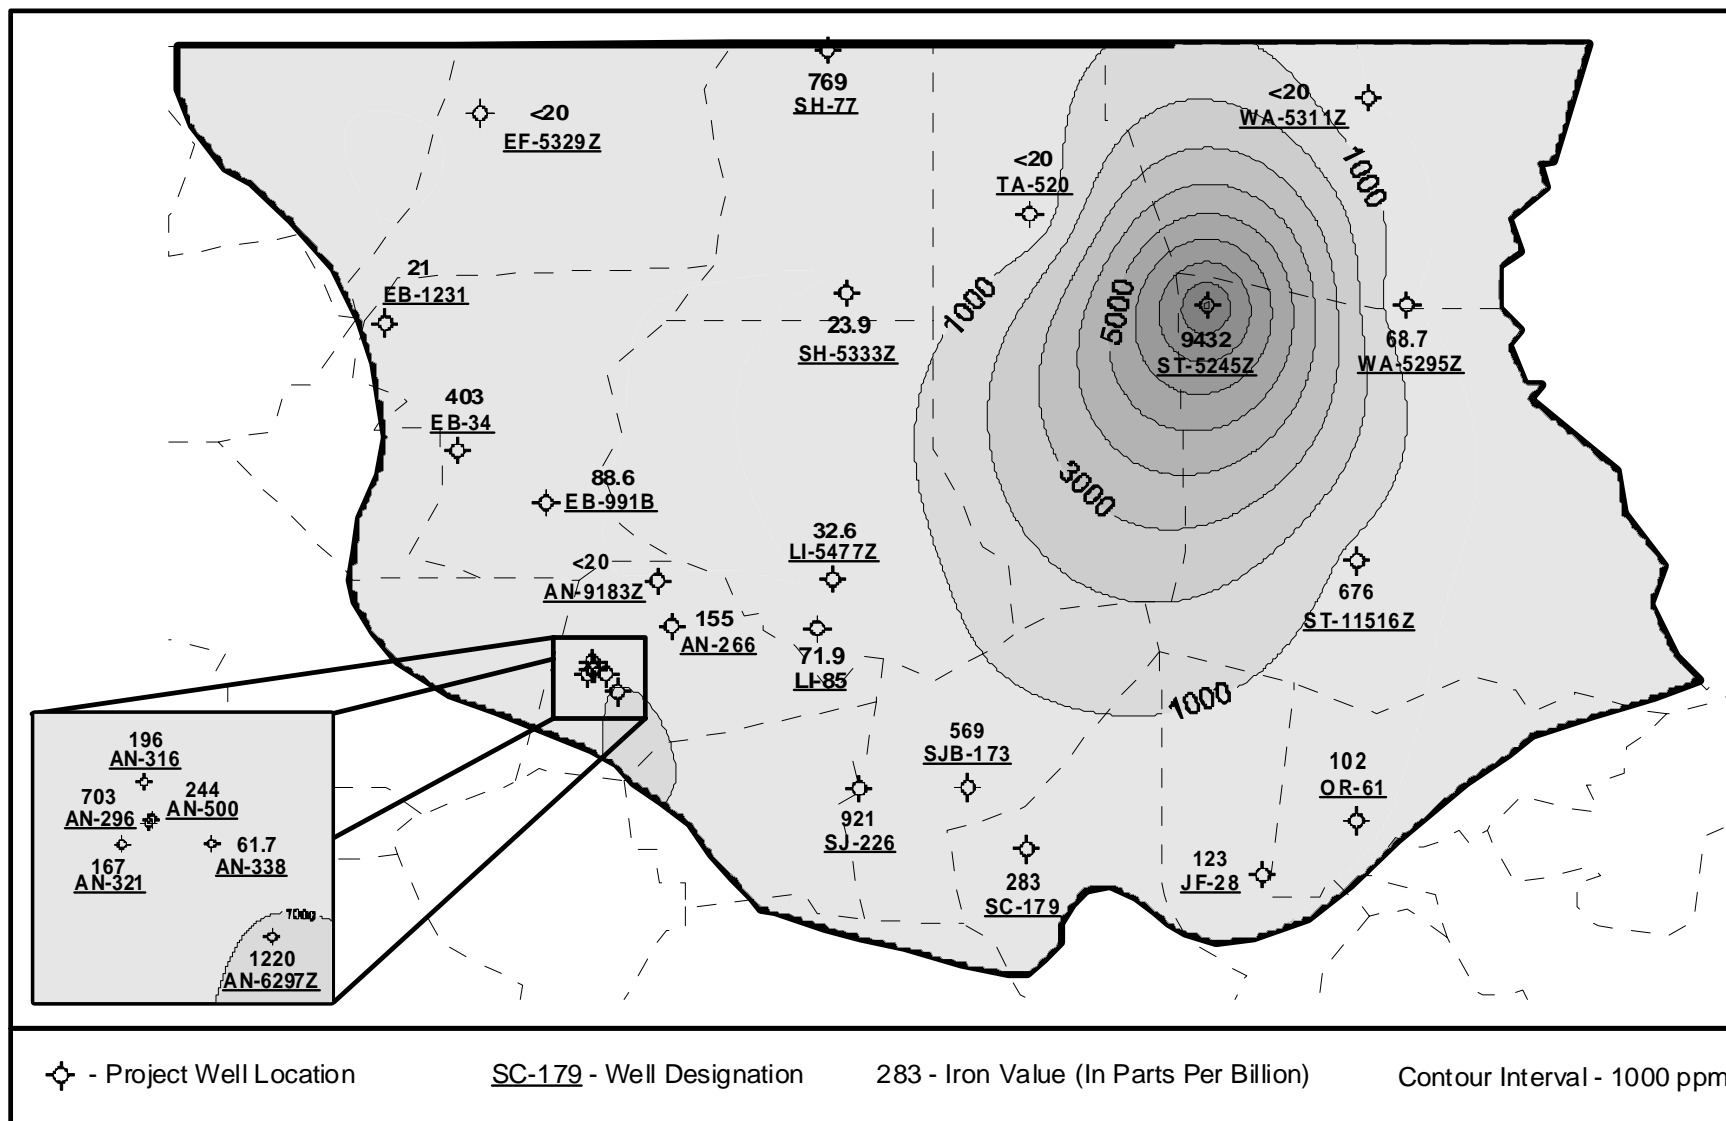 769
SH-77
<20
EF-5329Z
<20
WA-5311Z
1000
<20
TA-520
21
EB-1231
1000
5000
23.9
SH-5333Z
9432
ST-5245Z
68.7
WA-5295Z
403
EB-34
88.6
EB-991B
3000
32.6
LI-5477Z
<20
AN-9183Z
676
ST-11516Z
155
AN-266
71.9
LI-85
1000
569
SJB-173
196
AN-316
703
AN-296
244
AN-500
167
AN-321
61.7
AN-338
1220
AN-6297Z
921
SJ-226
102
OR-61
283
SC-179
123
JF-28
- Project Well Location
SC-179 - Well Designation
283 - Iron Value (In Parts Per Billion)
Contour Interval - 1000 ppm